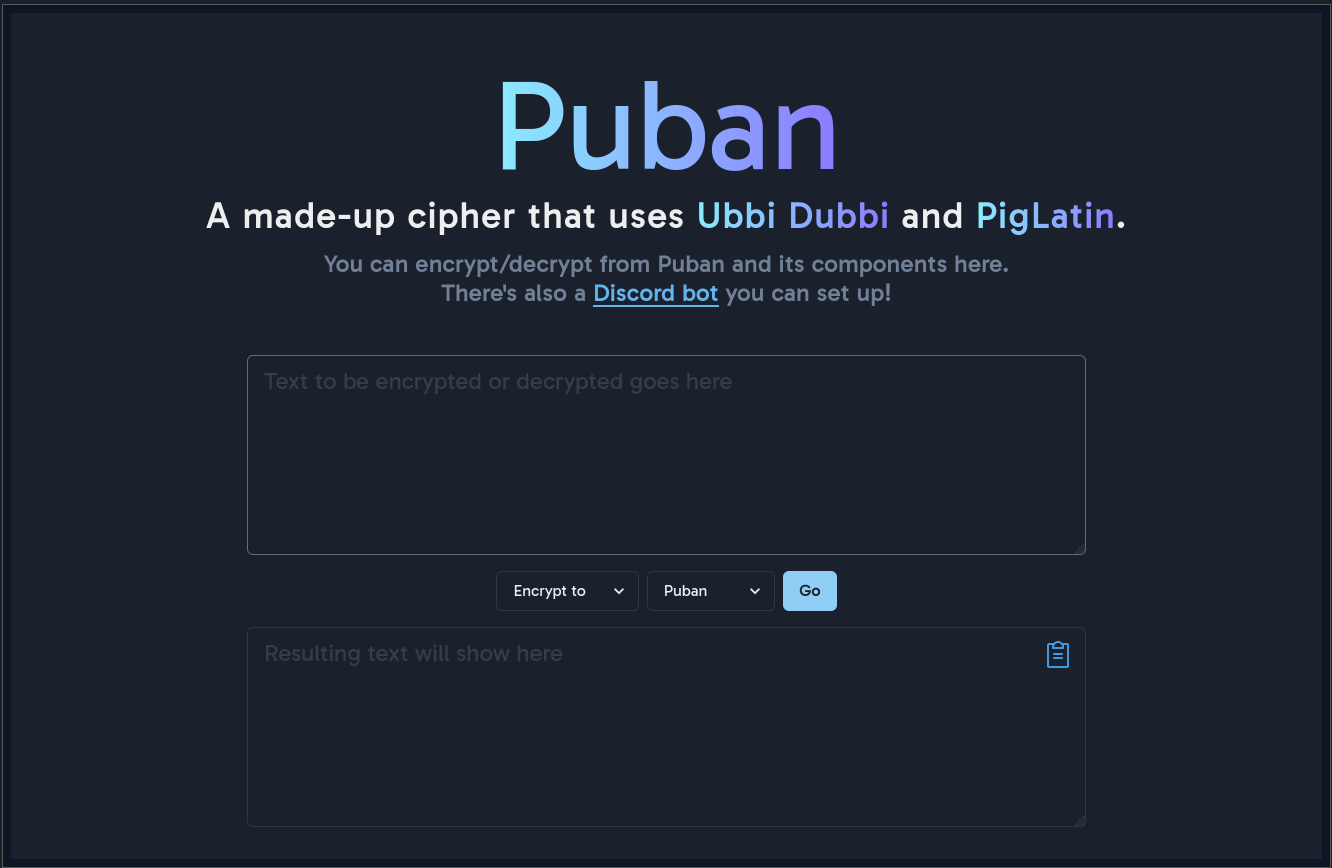 Puban
A made-up cipher that uses Ubbi Dubbi and PigLatin.
You can encrypt/decrypt from Puban and its components here.
There's also a Discord bot you can set up!
Text to be encrypted or decrypted goes here
Encrypt to Puban Go
Resulting text will show here